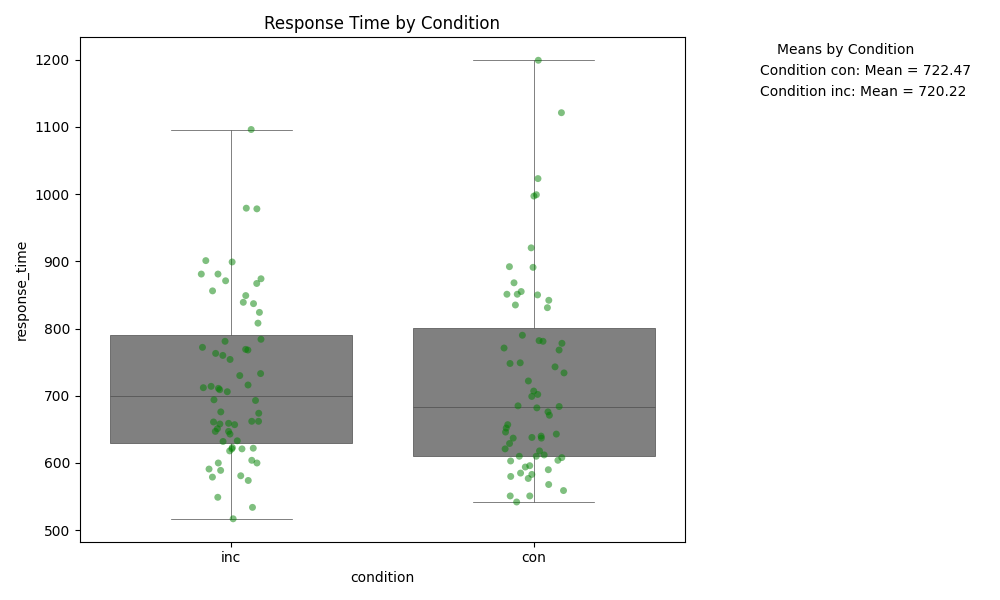 Response Time by Condition
Means by Condition
Condition con: Mean = 722.47
Condition inc: Mean = 720.22
response_time
1200
1100
1000
900
800
700
600
500
inc
con
condition